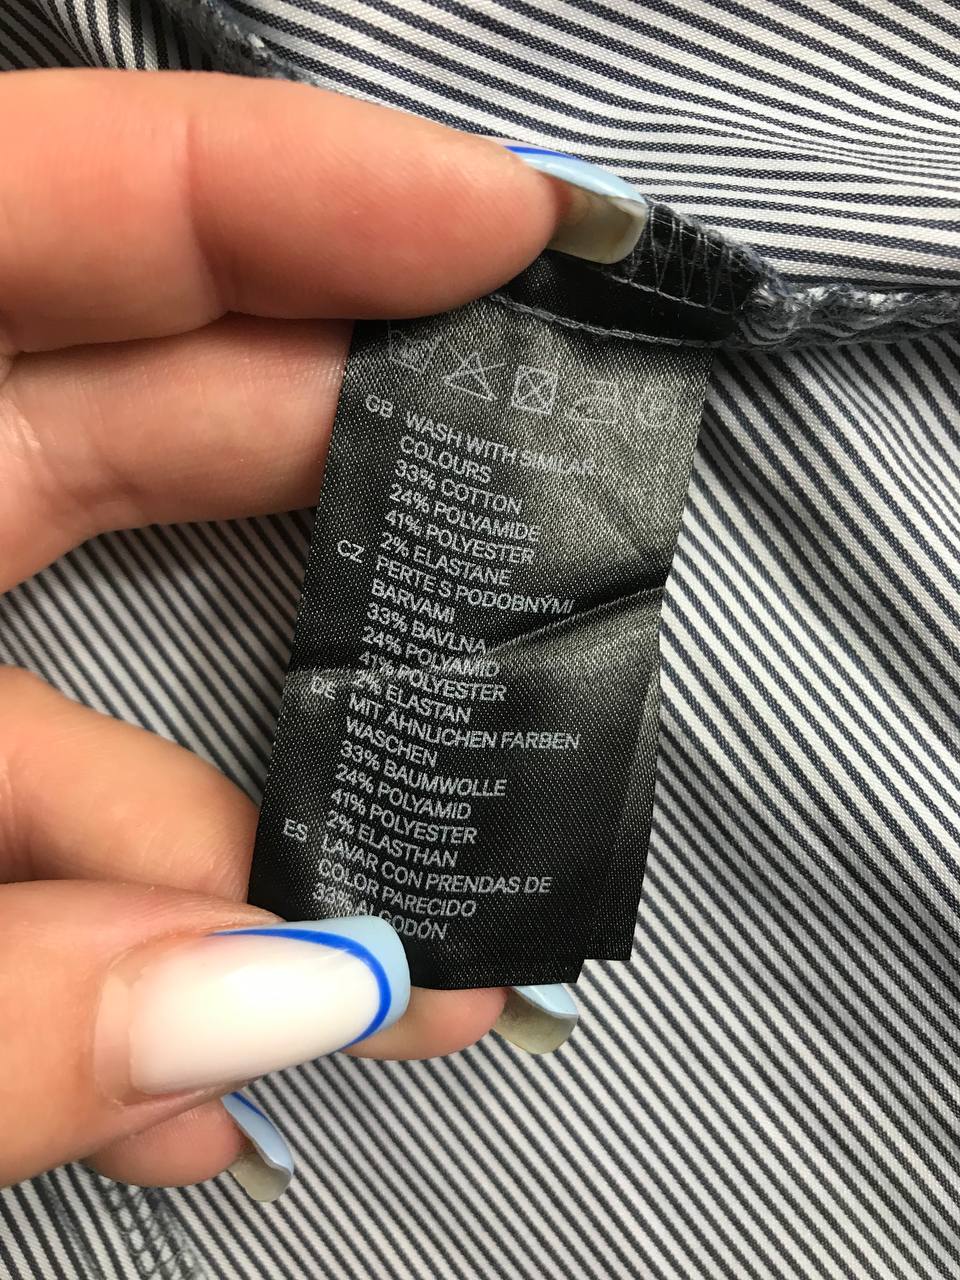 GB WASH WITH SIMILAR
COLOURS
33% COTTON
24% POLYAMIDE
41% POLYESTER
2% ELASTANE
CZ PERTE S PODOBNÝMI
BARVAMI
33% BAVLNA
24% POLYAMID
41% POLYESTER
2% ELASTAN
DE MIT ÄHNLICHEN FARBEN
WASCHEN
33% BAUMWOLLE
24% POLYAMID
41% POLYESTER
2% ELASTHAN
ES LAVAR CON PRENDAS DE
COLOR PARECIDO
33% ALGODÓN